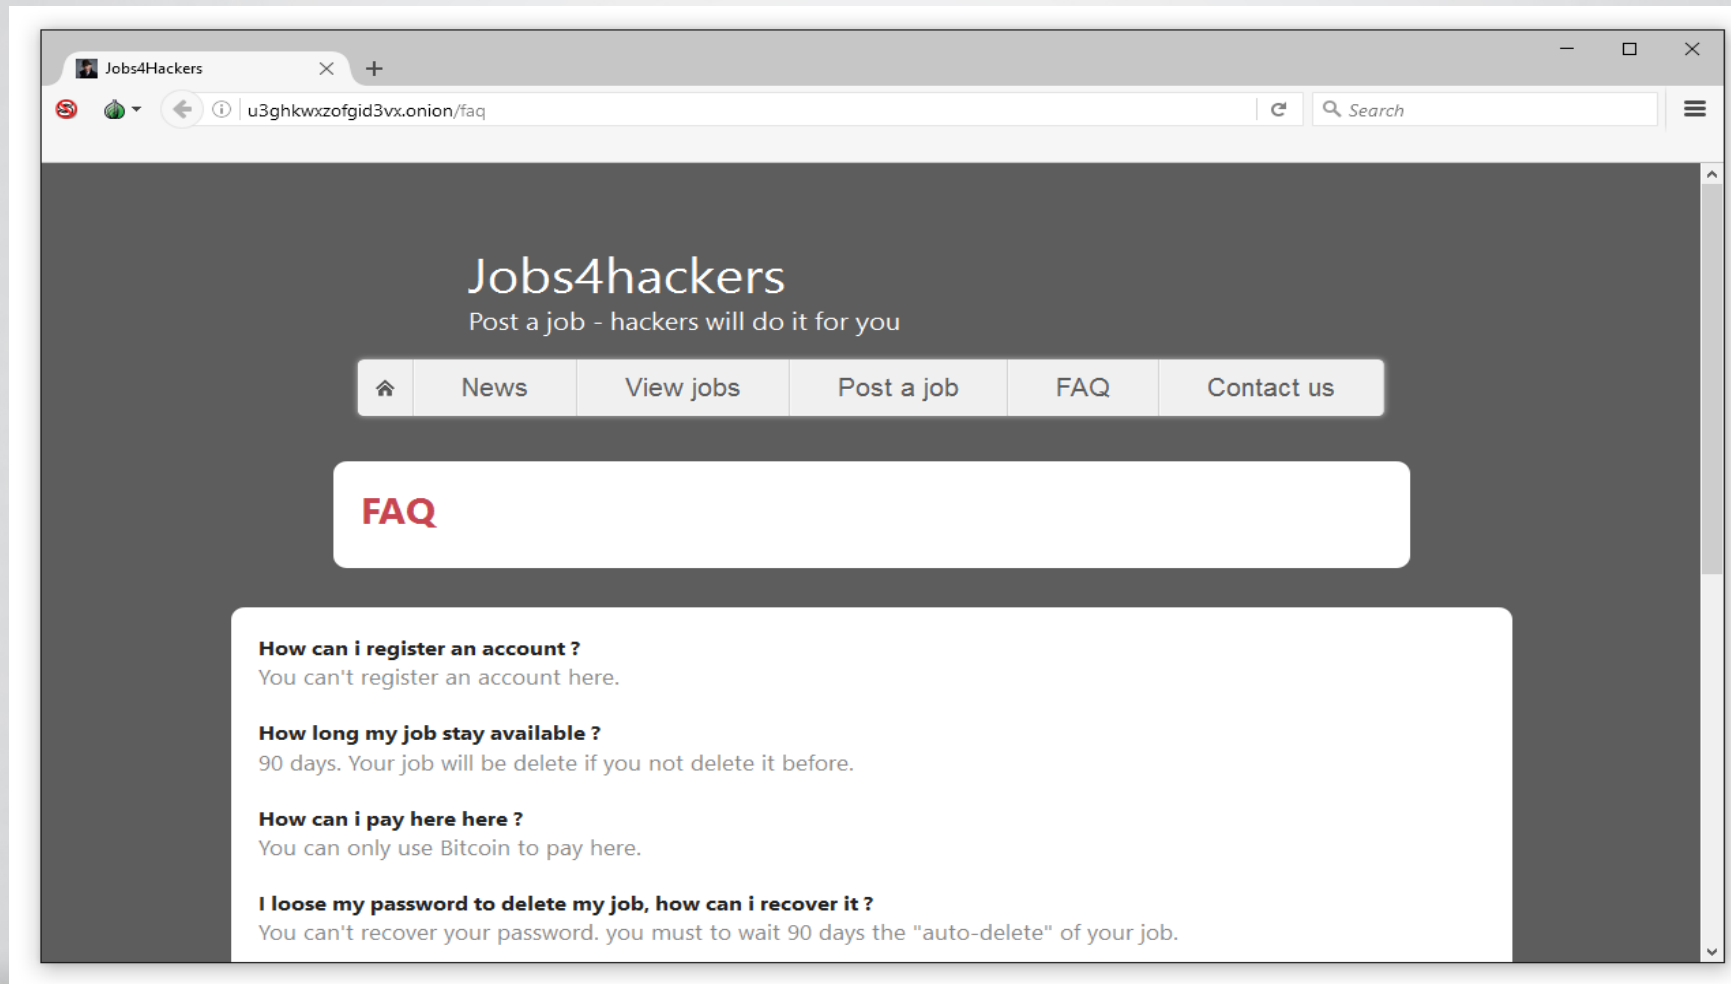 Jobs4Hackers
u3ghkwxzofgid3vx.onion/faq
Search
Jobs4hackers
Post a job - hackers will do it for you
News View jobs Post a job FAQ Contact us
FAQ
How can i register an account ?
You can't register an account here.
How long my job stay available ?
90 days. Your job will be delete if you not delete it before.
How can i pay here here ?
You can only use Bitcoin to pay here.
I loose my password to delete my job, how can i recover it ?
You can't recover your password. you must to wait 90 days the "auto-delete" of your job.